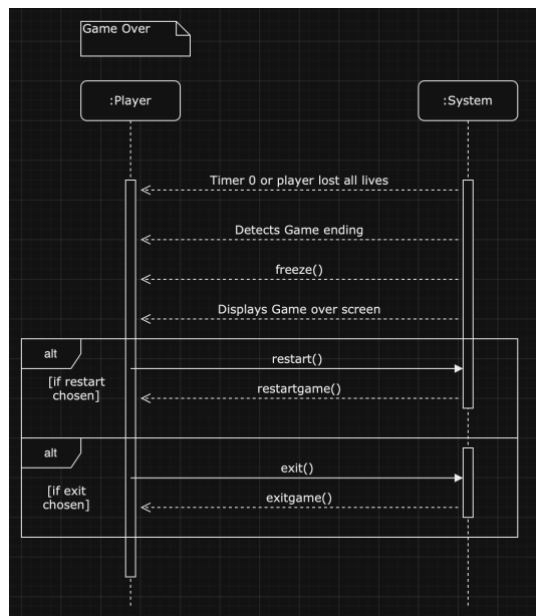 Game Over
:Player
:System
Timer 0 or player lost all lives
Detects Game ending
freeze()
Displays Game over screen
alt
restart()
[if restart
chosen]
restartgame()
alt
exit()
[if exit
chosen]
exitgame()